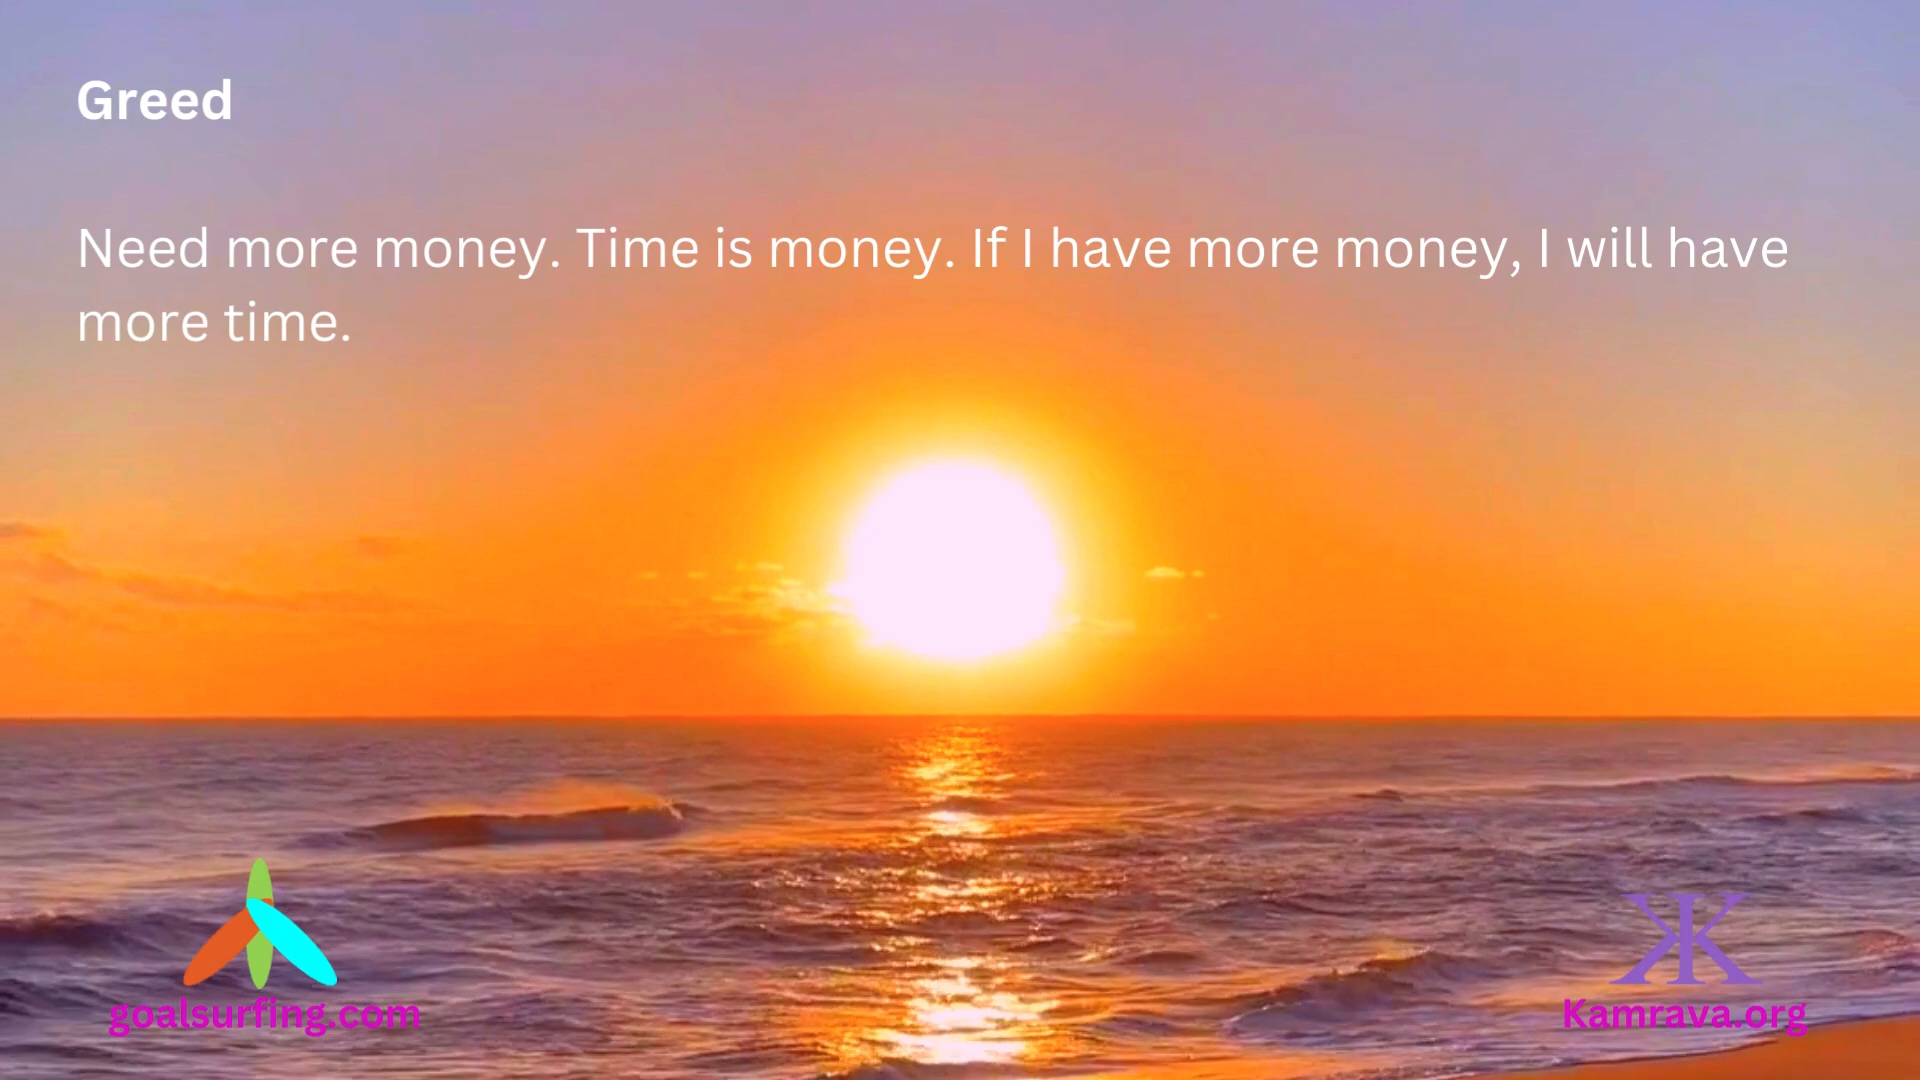 Greed
Need more money. Time is money. If I have more money, I will have
more time.
goalsurfing.com
Kamrava.org